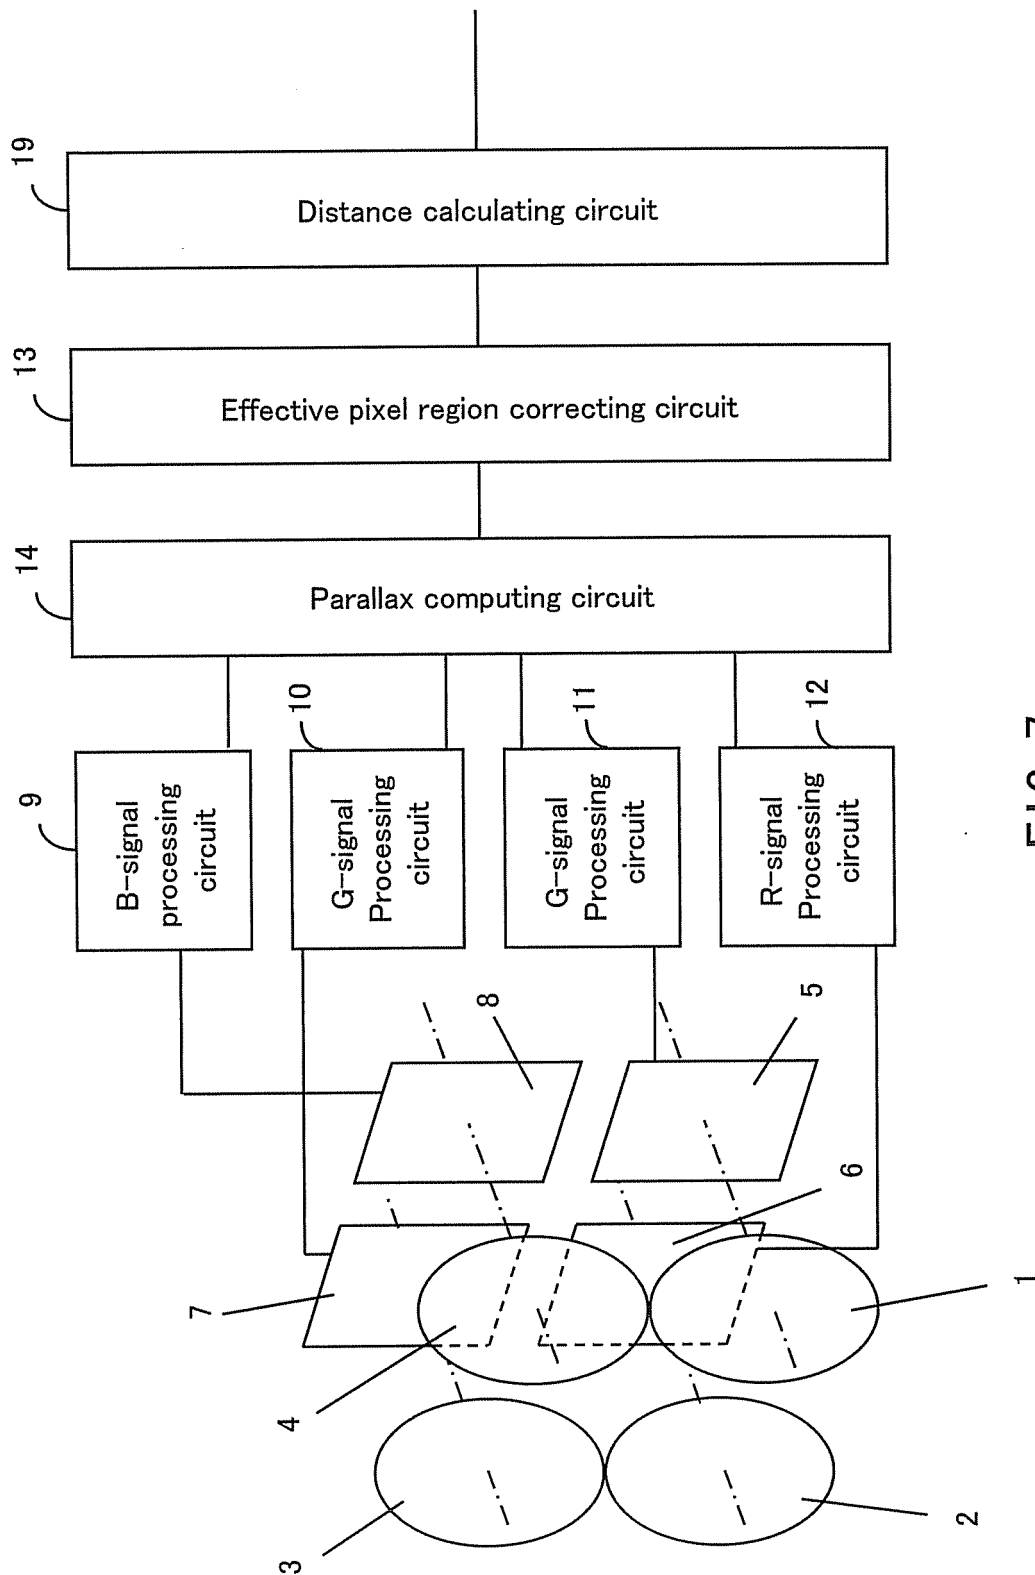 19
Distance calculating circuit
13
Effective pixel region correcting circuit
14
Parallax computing circuit
9
B-signal
processing
circuit
10
G-signal
Processing
circuit
11
G-signal
Processing
circuit
12
R-signal
Processing
circuit
8
5
7
6
4
1
3
2